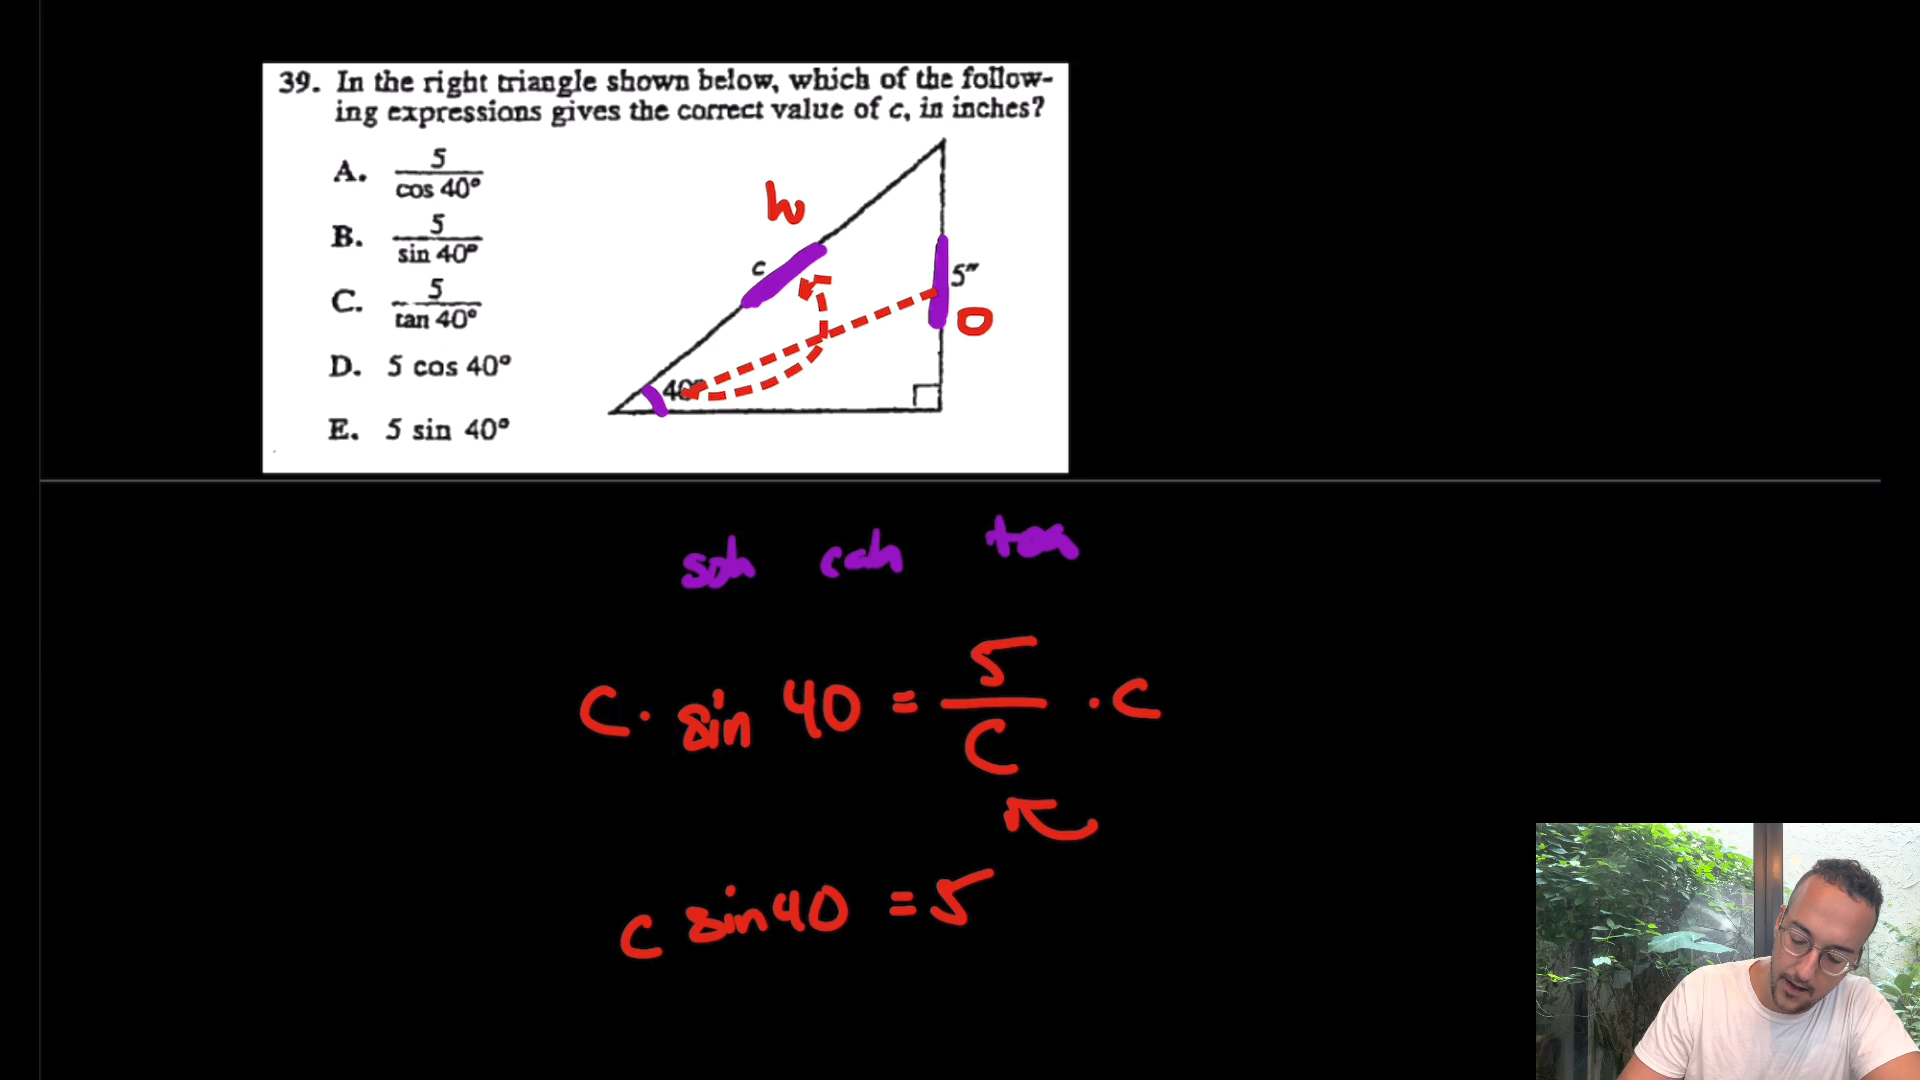 39. In the right triangle shown below, which of the follow-
ing expressions gives the correct value of c, in inches?
A. 5/cos 40°
B. 5/sin 40°
C. 5/tan 40°
D. 5 cos 40°
E. 5 sin 40°
h
c
5″
O
40°
soh cah toa
C · sin 40 = 5/C · C
C sin 40 = 5